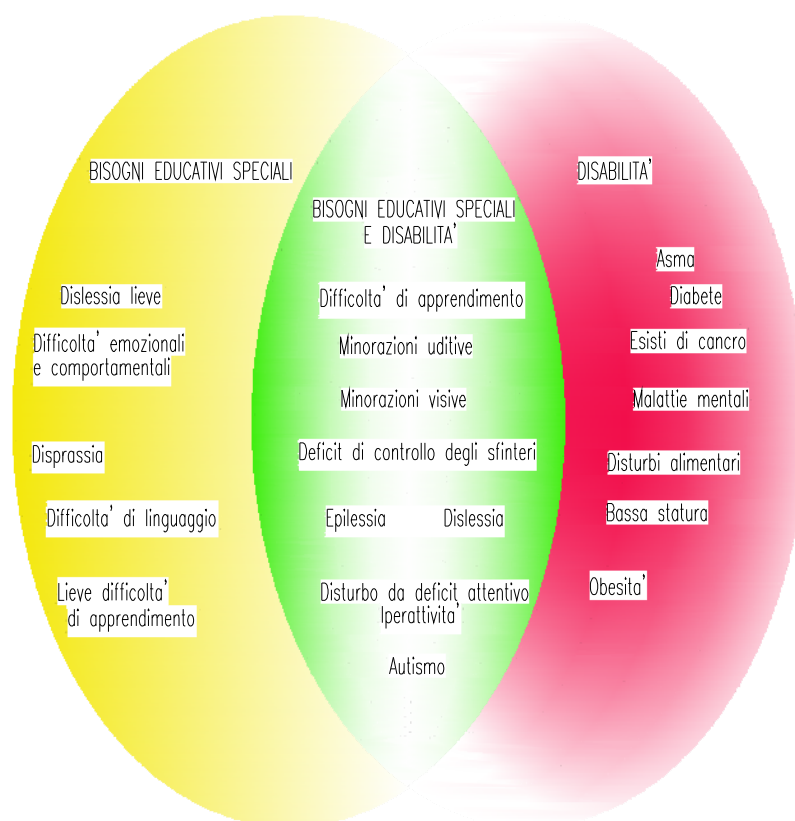 BISOGNI EDUCATIVI SPECIALI
Dislessia lieve
Difficolta' emozionali
e comportamentali
Disprassia
Difficolta' di linguaggio
Lieve difficolta'
di apprendimento
BISOGNI EDUCATIVI SPECIALI
E DISABILITA'
Difficolta' di apprendimento
Minorazioni uditive
Minorazioni visive
Deficit di controllo degli sfinteri
Epilessia Dislessia
Disturbo da deficit attentivo
Iperattivita'
Autismo
DISABILITA'
Asma
Diabete
Esisti di cancro
Malattie mentali
Disturbi alimentari
Bassa statura
Obesita'